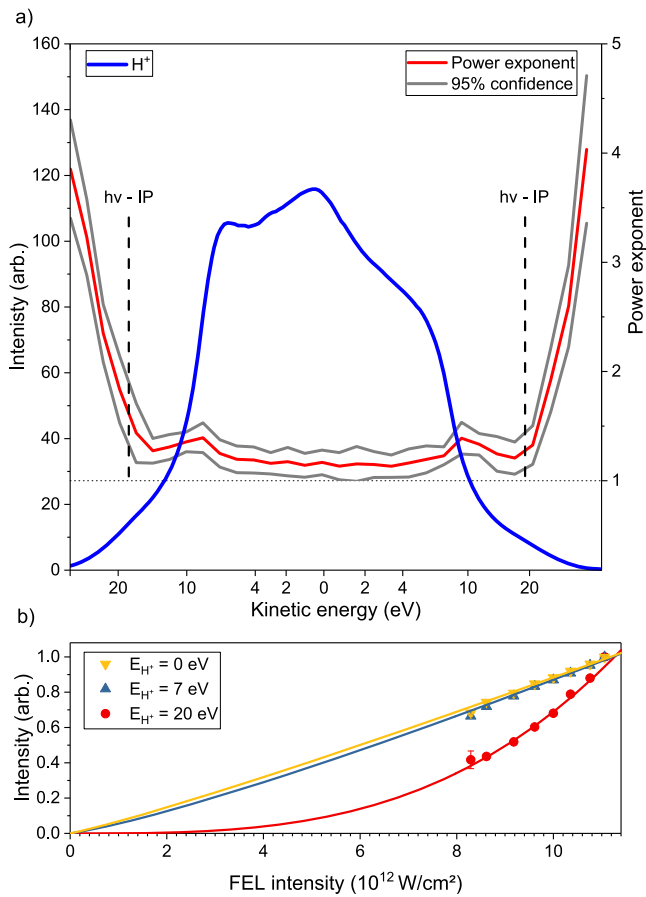 a)
160
140
120
100
80
60
40
20
0
Intenisty (arb.)
H⁺
Power exponent
95% confidence
hν - IP
hν - IP
5
4
3
2
1
Power exponent
20
10
4
2
0
2
4
10
20
Kinetic energy (eV)
b)
1.0
0.8
0.6
0.4
0.2
0.0
Intensity (arb.)
E_H⁺ = 0 eV
E_H⁺ = 7 eV
E_H⁺ = 20 eV
0
2
4
6
8
10
FEL intensity (10¹² W/cm²)